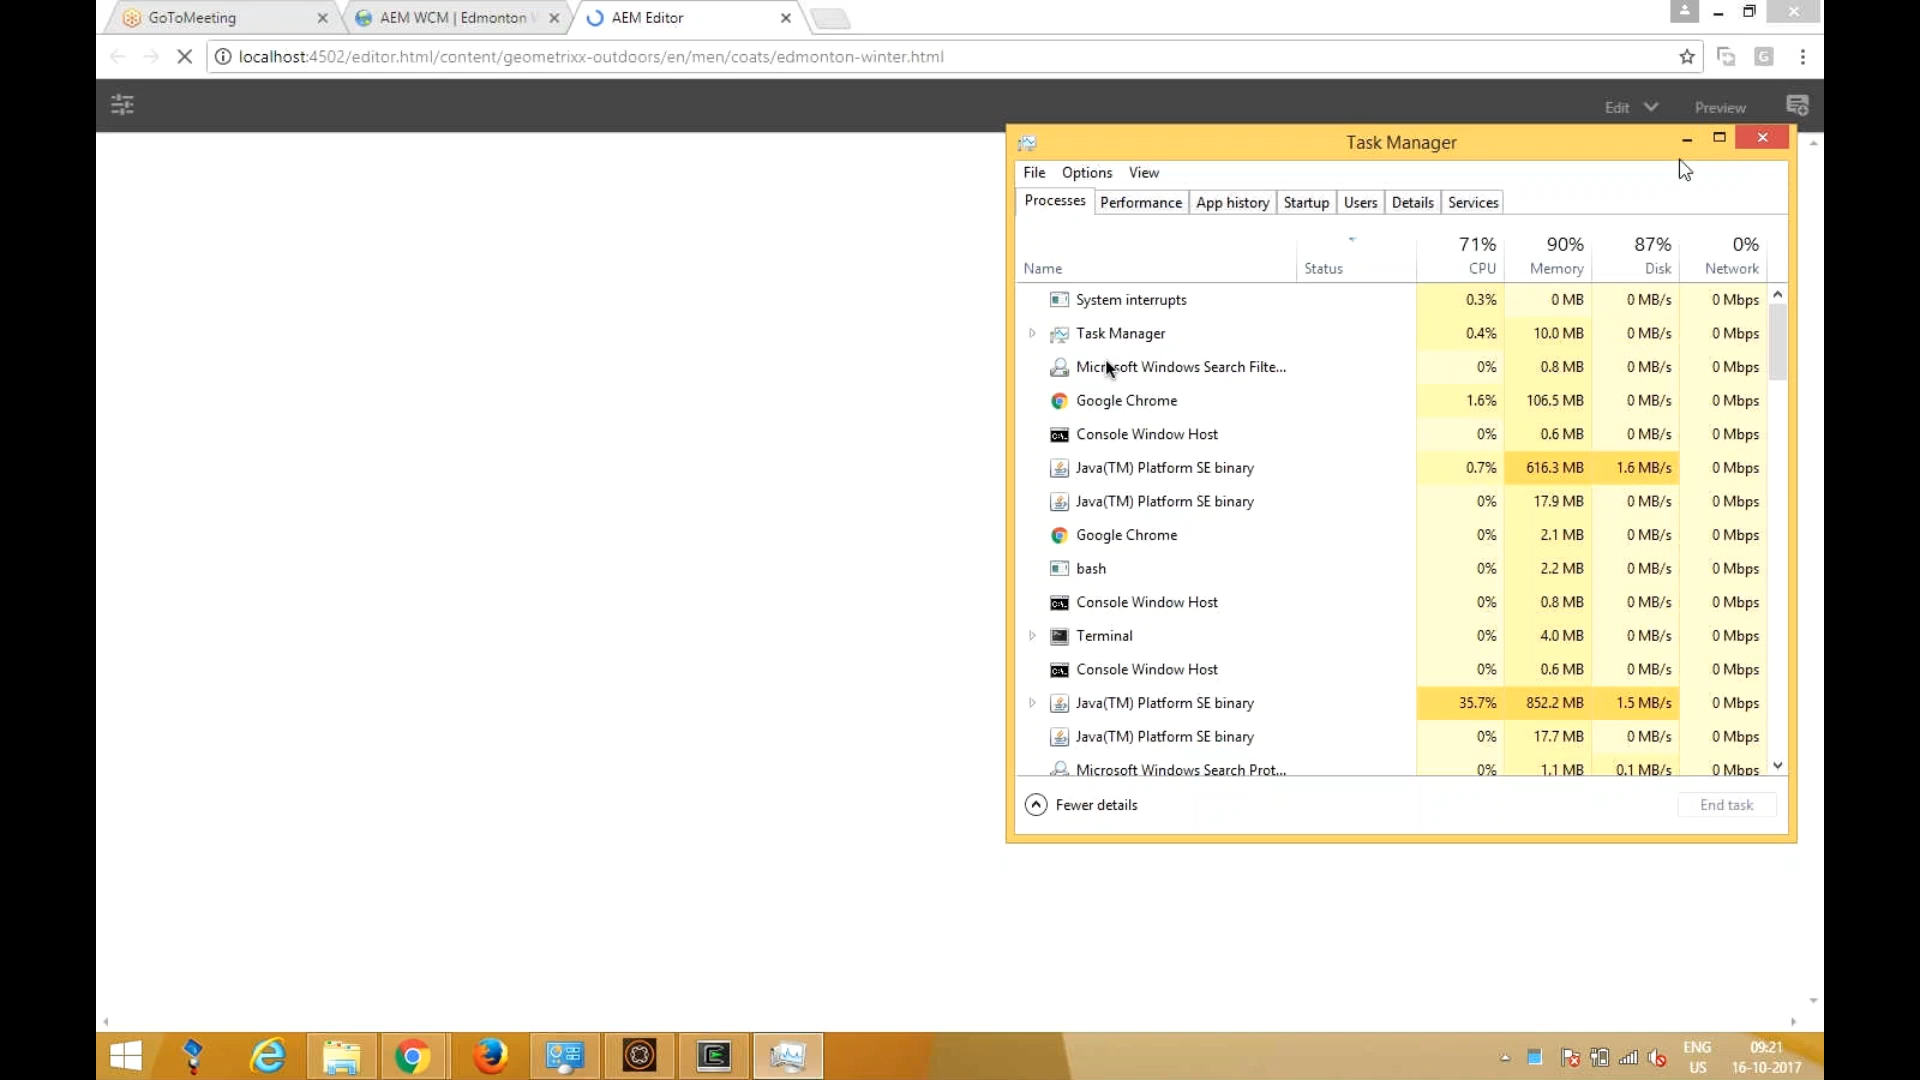 GoToMeeting
AEM WCM | Edmonton
AEM Editor
localhost:4502/editor.html/content/geometrixx-outdoors/en/men/coats/edmonton-winter.html
Edit
Preview
Task Manager
File Options View
Processes Performance App history Startup Users Details Services
71% 90% 87% 0%
Name Status CPU Memory Disk Network
System interrupts 0.3% 0 MB 0 MB/s 0 Mbps
Task Manager 0.4% 10.0 MB 0 MB/s 0 Mbps
Microsoft Windows Search Filte... 0% 0.8 MB 0 MB/s 0 Mbps
Google Chrome 1.6% 106.5 MB 0 MB/s 0 Mbps
Console Window Host 0% 0.6 MB 0 MB/s 0 Mbps
Java(TM) Platform SE binary 0.7% 616.3 MB 1.6 MB/s 0 Mbps
Java(TM) Platform SE binary 0% 17.9 MB 0 MB/s 0 Mbps
Google Chrome 0% 2.1 MB 0 MB/s 0 Mbps
bash 0% 2.2 MB 0 MB/s 0 Mbps
Console Window Host 0% 0.8 MB 0 MB/s 0 Mbps
Terminal 0% 4.0 MB 0 MB/s 0 Mbps
Console Window Host 0% 0.6 MB 0 MB/s 0 Mbps
Java(TM) Platform SE binary 35.7% 852.2 MB 1.5 MB/s 0 Mbps
Java(TM) Platform SE binary 0% 17.7 MB 0 MB/s 0 Mbps
Microsoft Windows Search Prot... 0% 1.1 MB 0.1 MB/s 0 Mbps
Fewer details
End task
ENG 09:21
US 16-10-2017